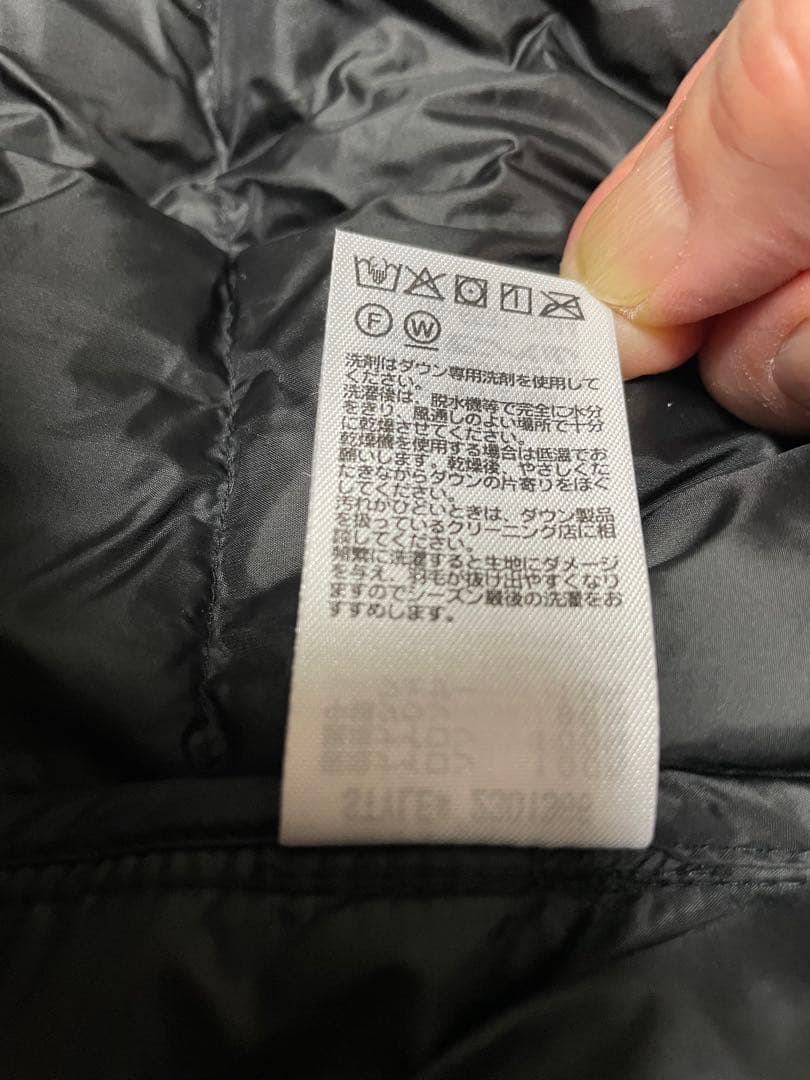 F W
洗剤はダウン専用洗剤を使用して
ください。
洗濯後は、脱水機等で完全に水分
をきり、風通しのよい場所で十分
に乾燥させてください。
乾燥機を使用する場合は低温でお
願いします。乾燥後、やさしくた
たきながらダウンの片寄りをほぐ
してください。
汚れがひどいときは、ダウン製品
を扱っているクリーニング店に相
談してください。
頻繁に洗濯すると生地にダメージ
を与え、羽毛が抜け出やすくなり
ますのでシーズン最後の洗濯をお
すすめします。